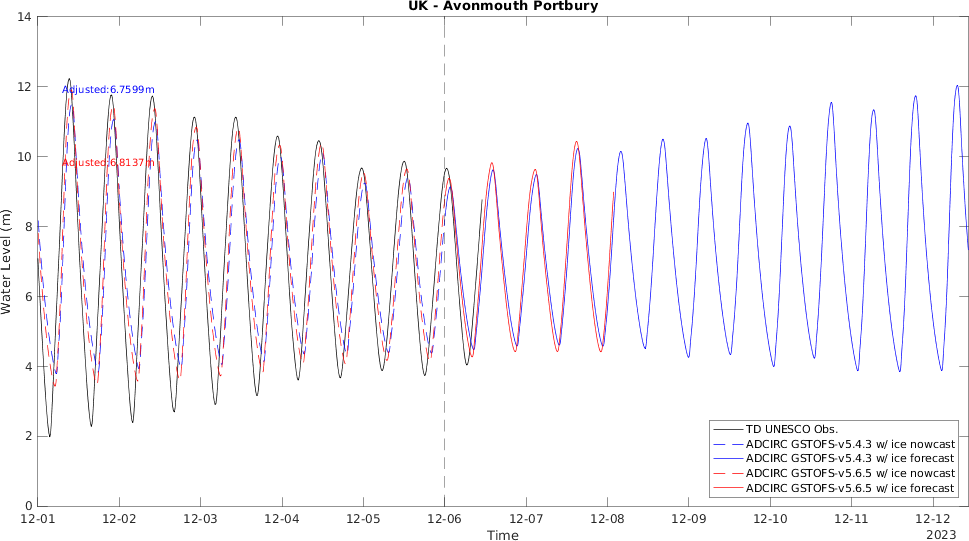 UK - Avonmouth Portbury
Water Level (m)
14
12
10
8
6
4
2
0
Adjusted:6.7599m
Adjusted:6.8137m
TD UNESCO Obs.
ADCIRC GSTOFS-v5.4.3 w/ ice nowcast
ADCIRC GSTOFS-v5.4.3 w/ ice forecast
ADCIRC GSTOFS-v5.6.5 w/ ice nowcast
ADCIRC GSTOFS-v5.6.5 w/ ice forecast
12-01 12-02 12-03 12-04 12-05 12-06 12-07 12-08 12-09 12-10 12-11 12-12
Time
2023